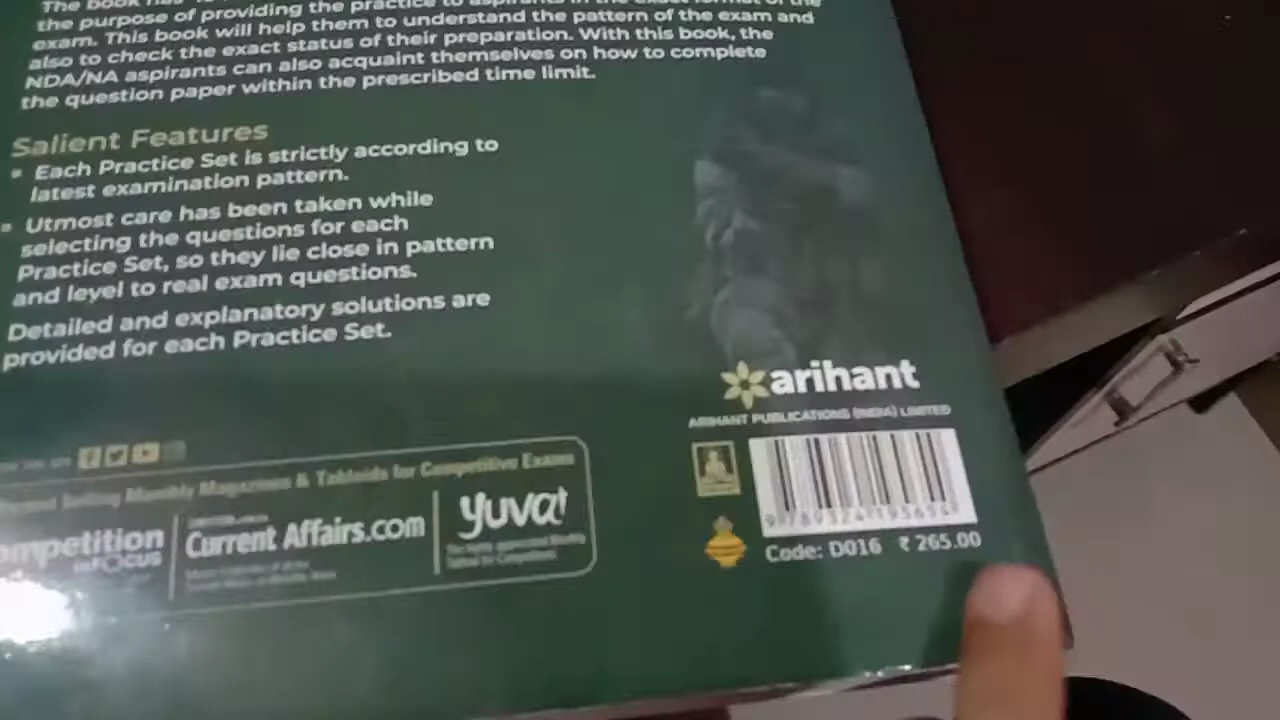 The book has
the purpose of providing the practice to aspirants in the exact format of the
exam. This book will help them to understand the pattern of the exam and
also to check the exact status of their preparation. With this book, the
NDA/NA aspirants can also acquaint themselves on how to complete
the question paper within the prescribed time limit.
Salient Features
Each Practice Set is strictly according to
latest examination pattern.
Utmost care has been taken while
selecting the questions for each
Practice Set, so they lie close in pattern
and level to real exam questions.
Detailed and explanatory solutions are
provided for each Practice Set.
arihant
ARIHANT PUBLICATIONS (INDIA) LIMITED
Selling Monthly Magazines & Tabloids for Competitive Exams
ompetition
inFOCUS
Current Affairs.com
yuva!
Code: D016 ₹ 265.00